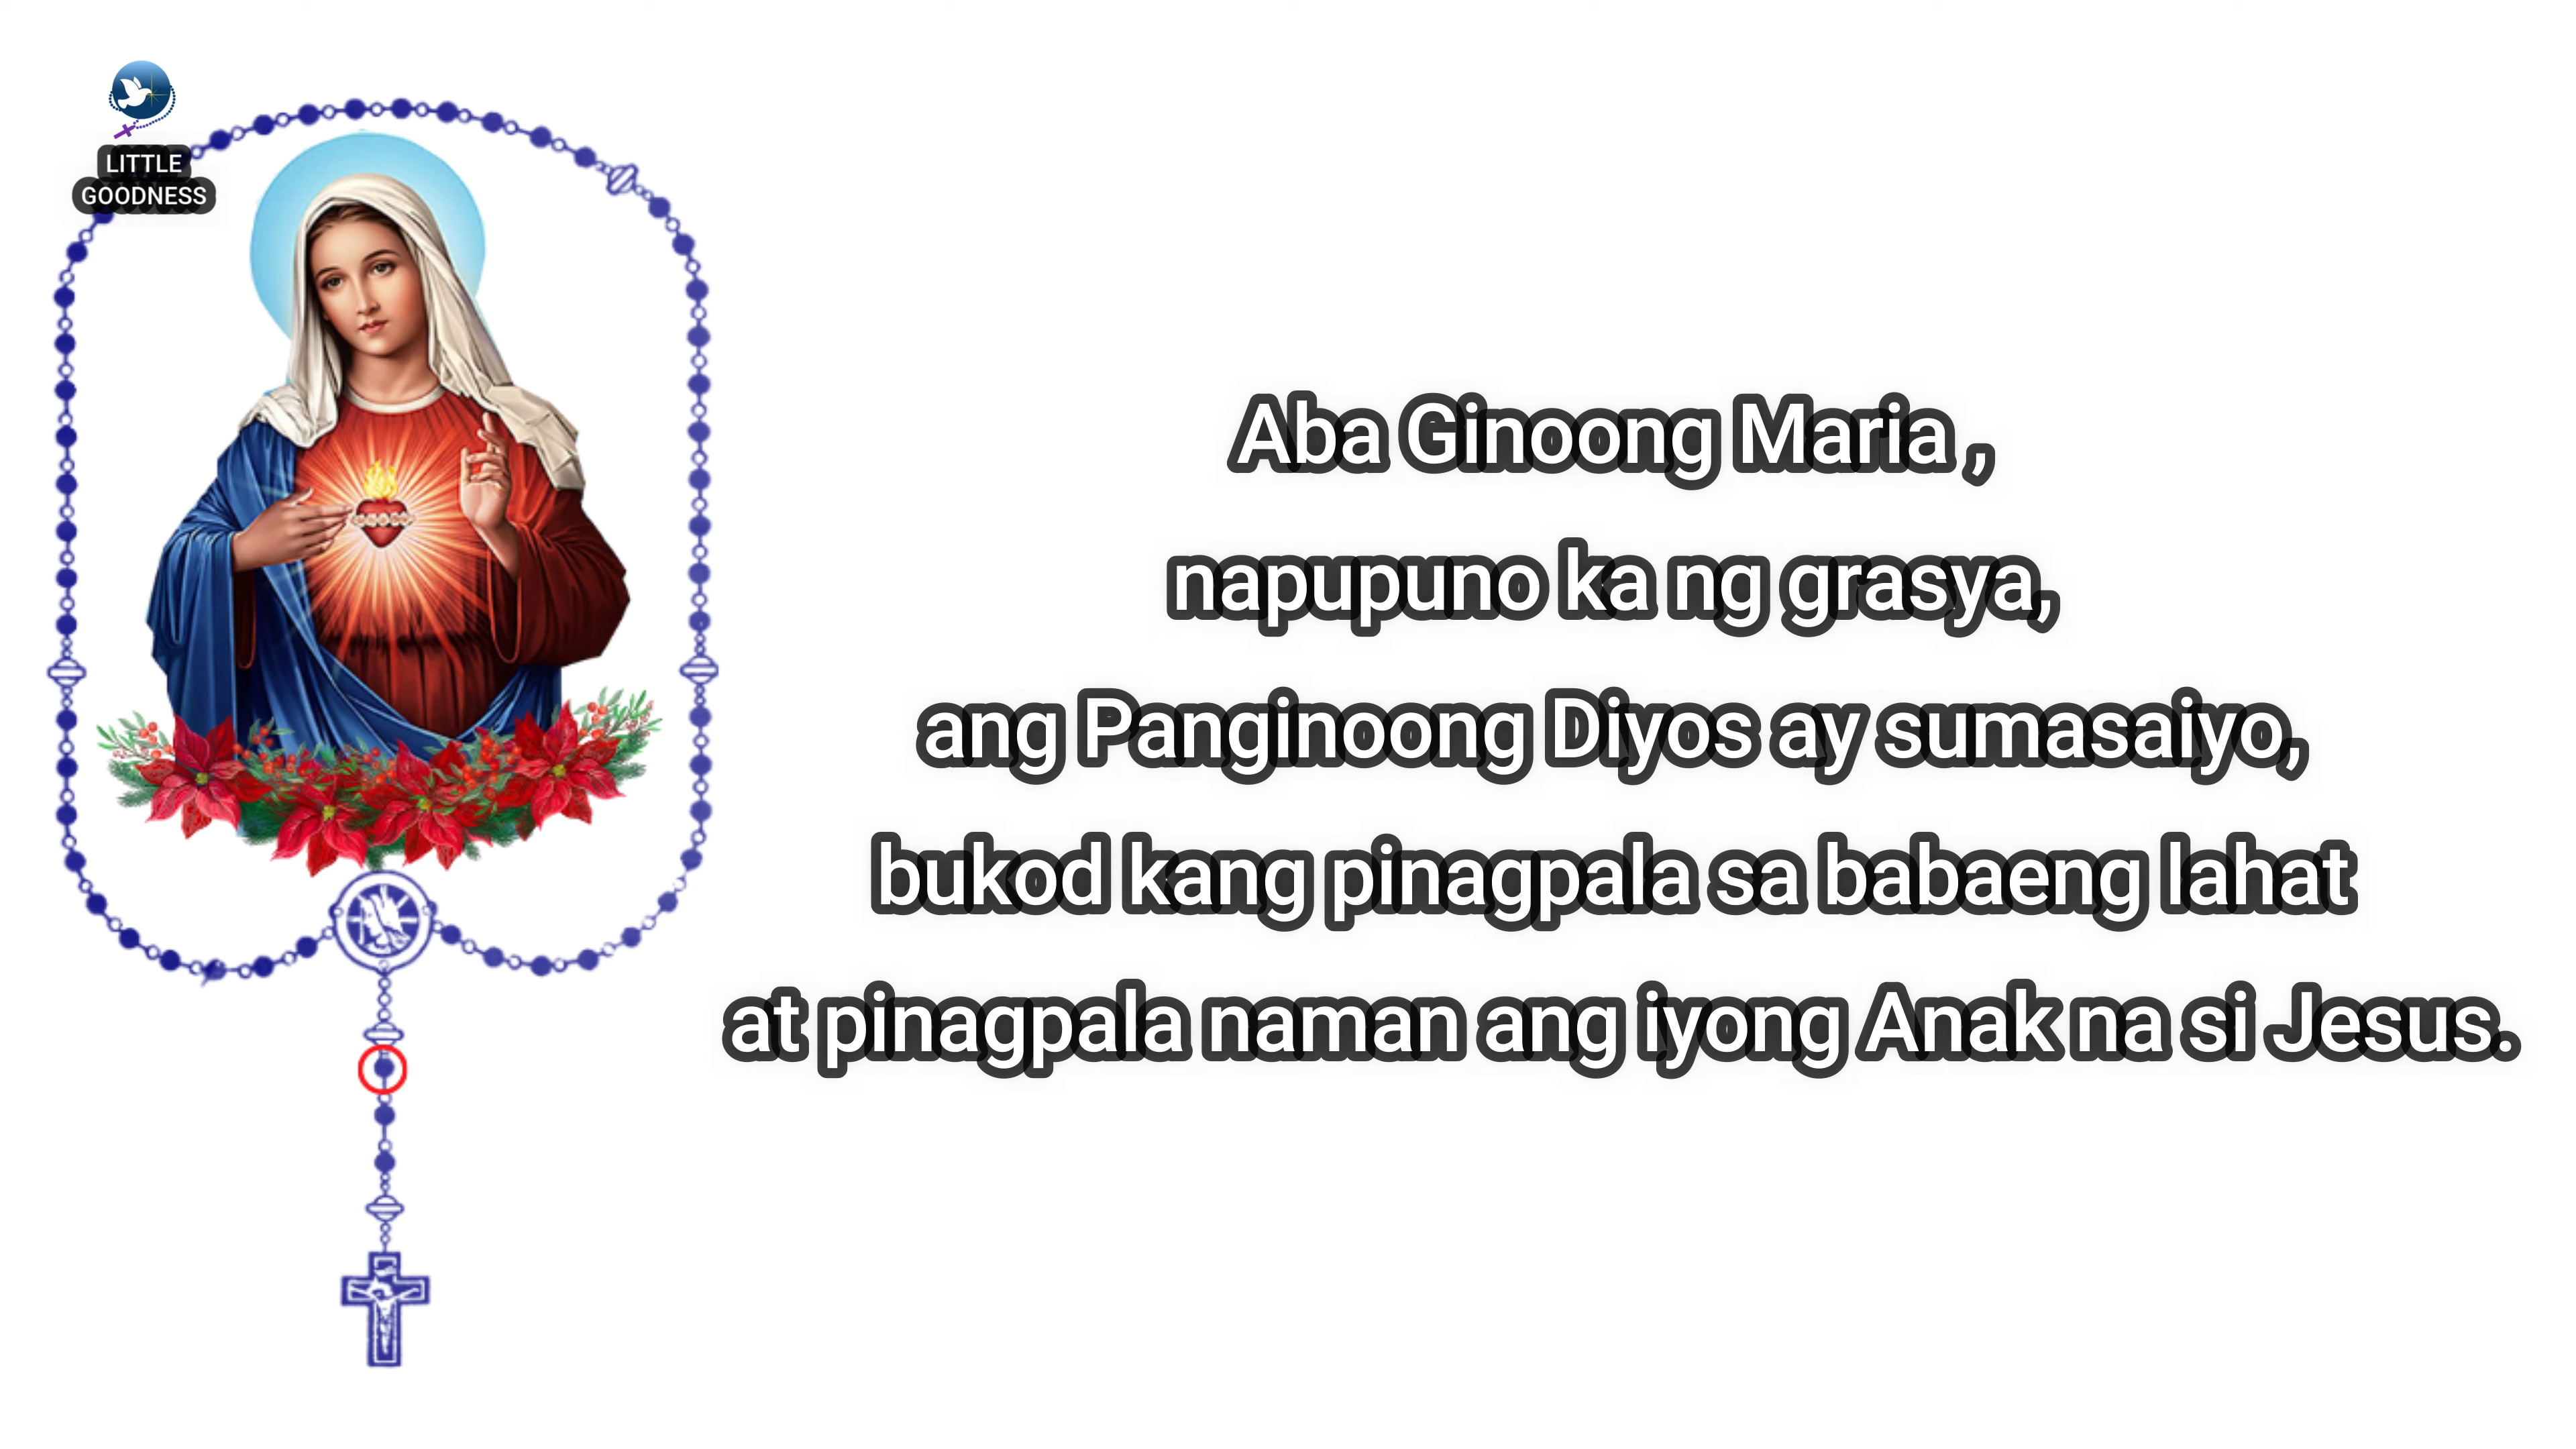 LITTLE
GOODNESS
Aba Ginoong Maria ,
napupuno ka ng grasya,
ang Panginoong Diyos ay sumasaiyo,
bukod kang pinagpala sa babaeng lahat
at pinagpala naman ang iyong Anak na si Jesus.